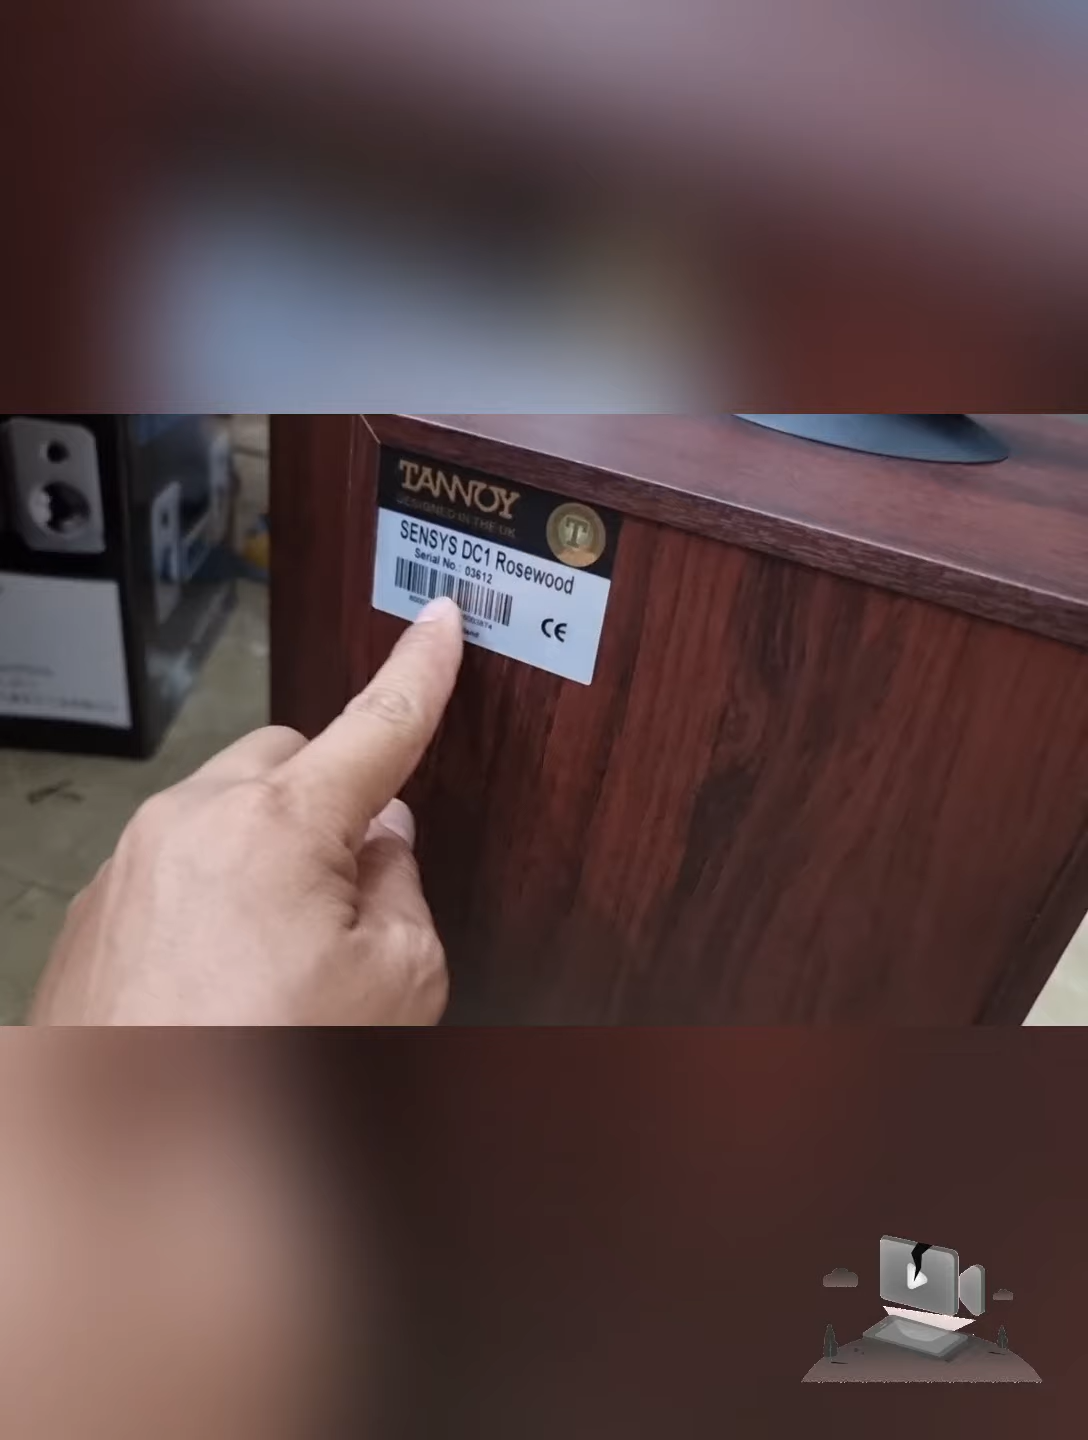 TANNOY
DESIGNED IN THE UK
T
SENSYS DC1 Rosewood
Serial No.: 03612
CE